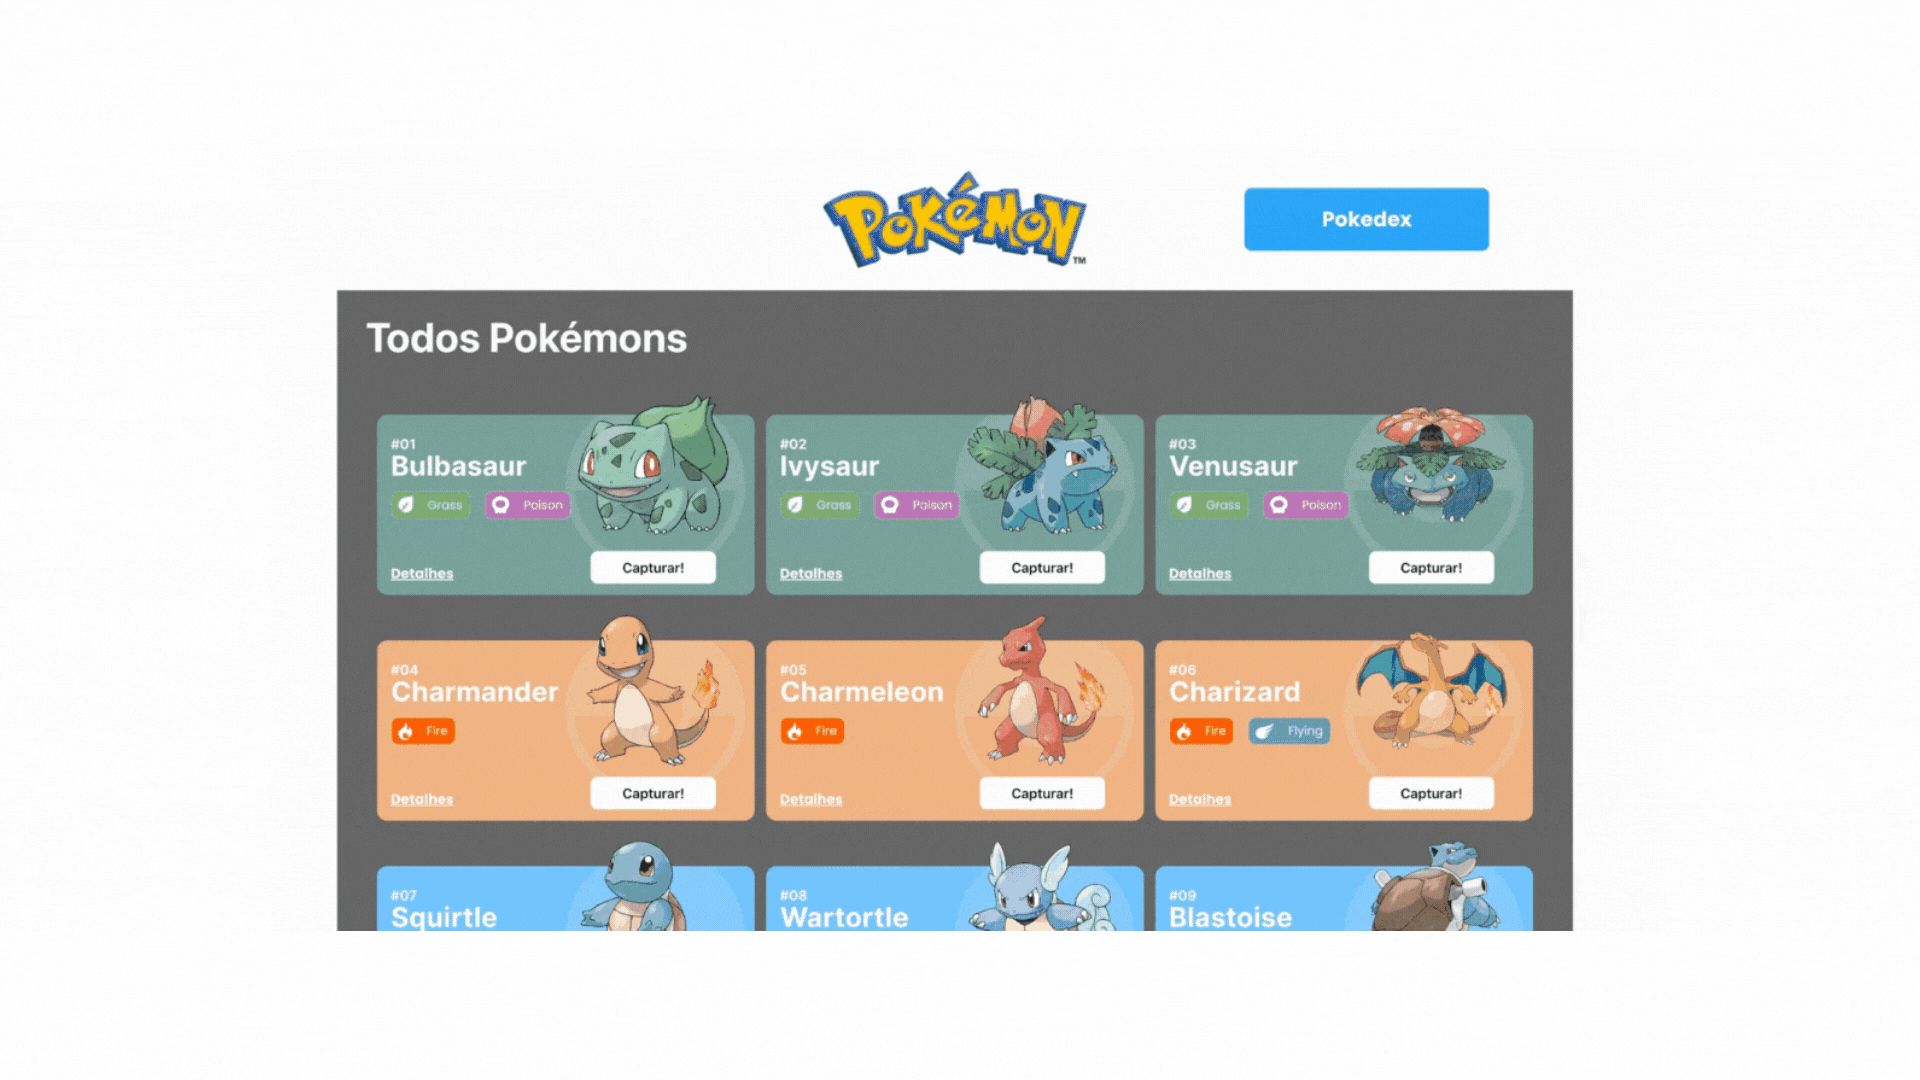 POKéMON
TM
Pokedex
Todos Pokémons
#01
Bulbasaur
Grass Poison
Detalhes Capturar!
#02
Ivysaur
Grass Poison
Detalhes Capturar!
#03
Venusaur
Grass Poison
Detalhes Capturar!
#04
Charmander
Fire
Detalhes Capturar!
#05
Charmeleon
Fire
Detalhes Capturar!
#06
Charizard
Fire Flying
Detalhes Capturar!
#07
Squirtle
#08
Wartortle
#09
Blastoise